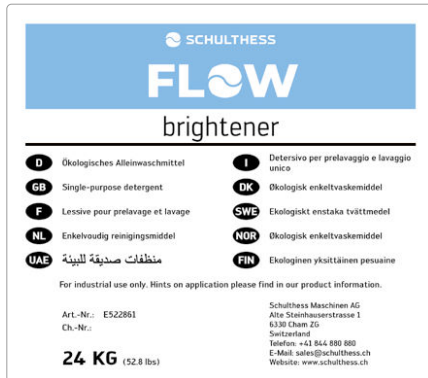 SCHULTHESS
FLOW
brightener
D Ökologisches Alleinwaschmittel
GB Single-purpose detergent
F Lessive pour prelavage et lavage
NL Enkelvoudig reinigingsmiddel
UAE منظفات صديقة للبيئة
I Detersivo per prelavaggio e lavaggio
unico
DK Økologisk enkeltvaskemiddel
SWE Ekologiskt enstaka tvättmedel
NOR Økologisk enkeltvaskemiddel
FIN Ekologinen yksittäinen pesuaine
For industrial use only. Hints on application please find in our product information.
Art.-Nr.: E522861
Ch.-Nr.:
24 KG (52.8 lbs)
Schulthess Maschinen AG
Alte Steinhauserstrasse 1
6330 Cham ZG
Switzerland
Telefon: +41 844 880 880
E-Mail: sales@schulthess.ch
Website: www.schulthess.ch